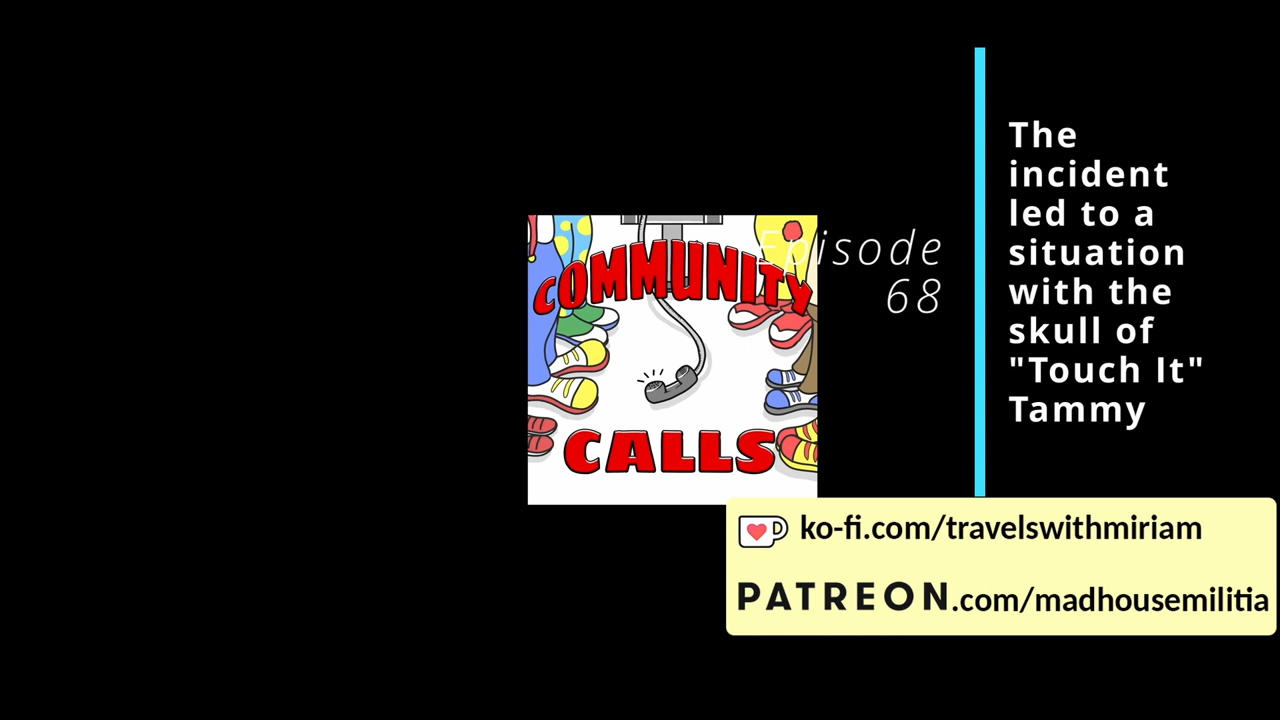 COMMUNITY
CALLS
Episode
68
The
incident
led to a
situation
with the
skull of
"Touch It"
Tammy
ko-fi.com/travelswithmiriam
PATREON.com/madhousemilitia